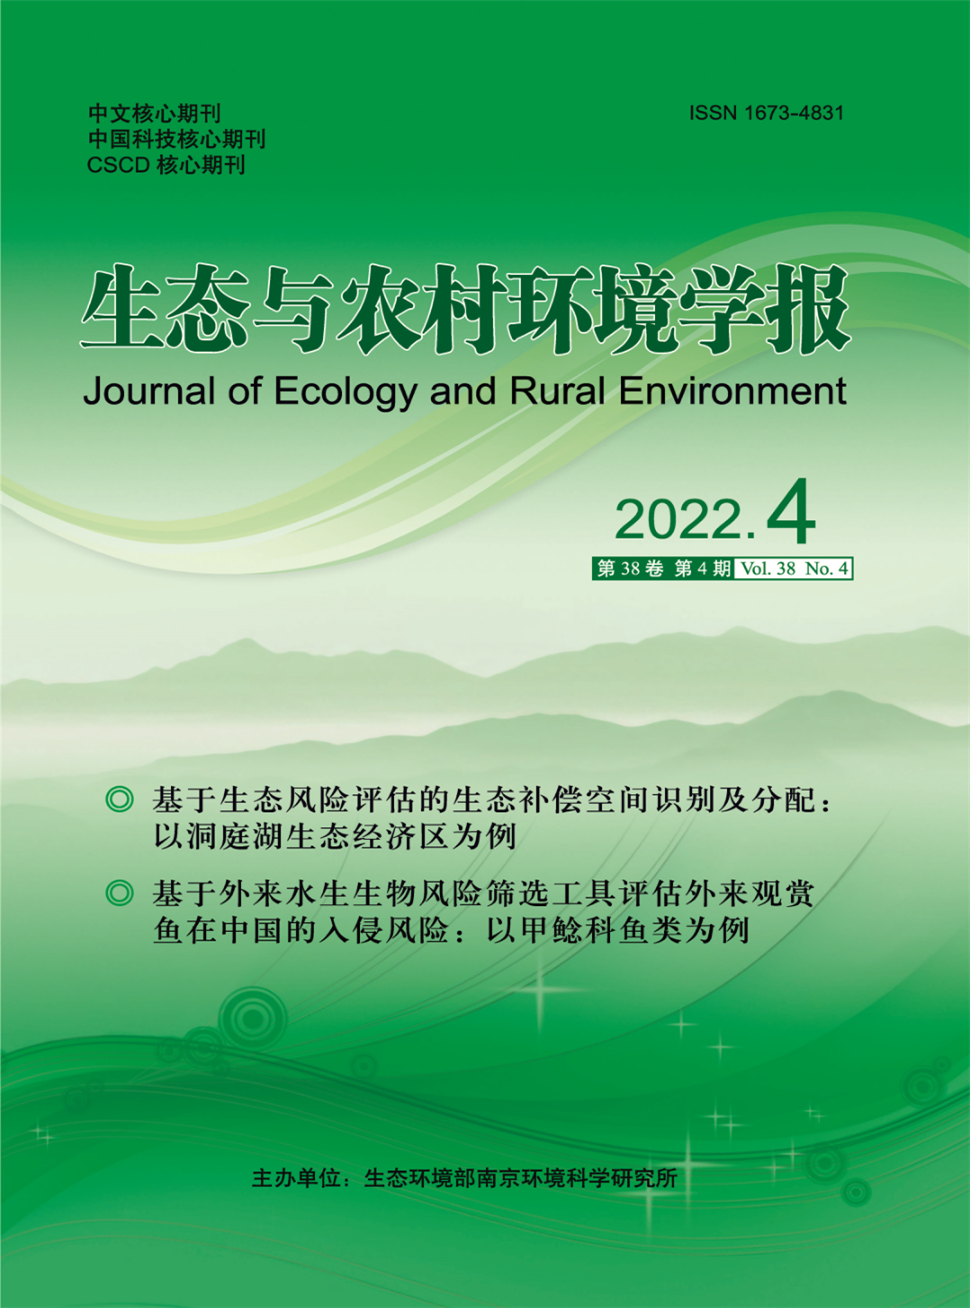 中文核心期刊
中国科技核心期刊
CSCD 核心期刊
ISSN 1673-4831
生态与农村环境学报
Journal of Ecology and Rural Environment
2022.4
第 38 卷 第 4 期 Vol. 38 No. 4
◎ 基于生态风险评估的生态补偿空间识别及分配：
以洞庭湖生态经济区为例
◎ 基于外来水生生物风险筛选工具评估外来观赏
鱼在中国的入侵风险：以甲鲶科鱼类为例
主办单位：生态环境部南京环境科学研究所